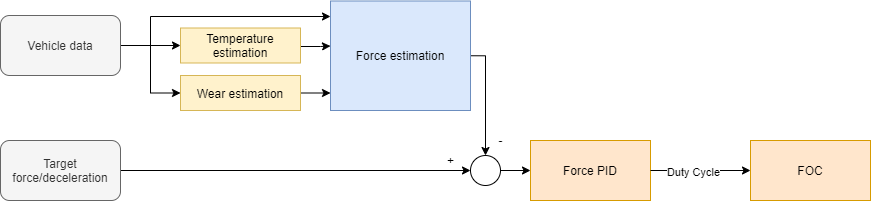 Vehicle data
Temperature
estimation
Wear estimation
Force estimation
-
Target
force/deceleration
+
Force PID
Duty Cycle
FOC